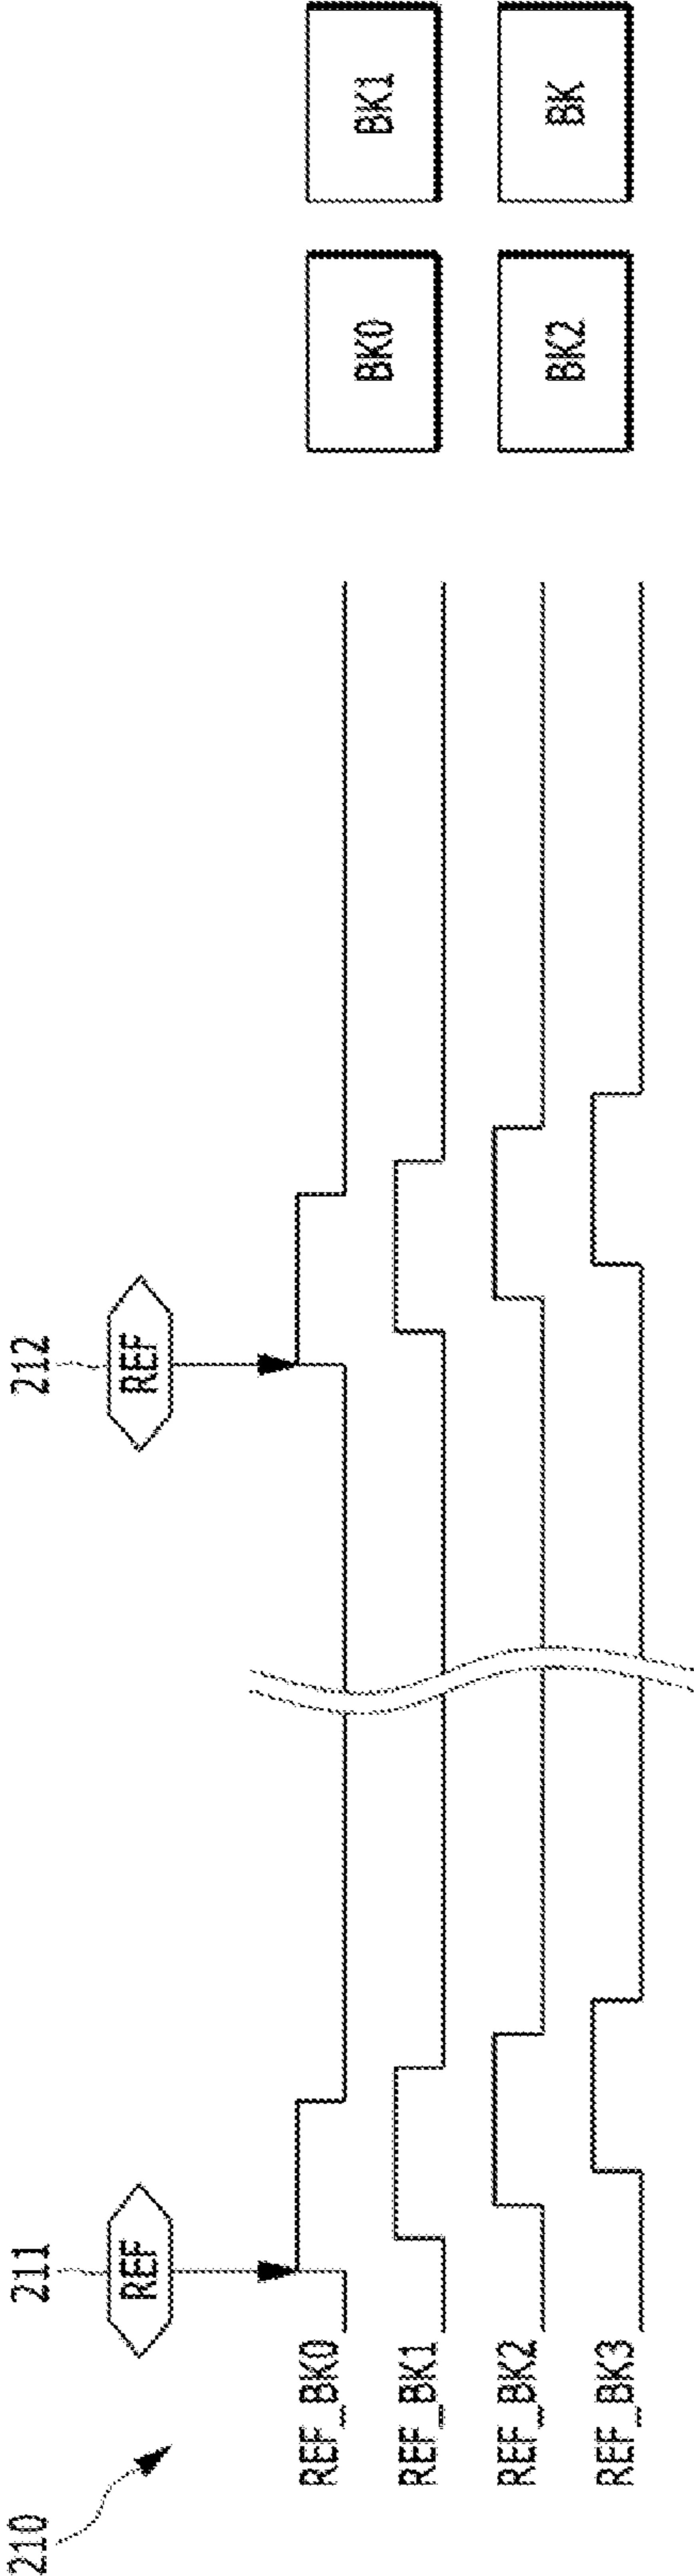 210
211
212
REF
REF
REF_BK0
REF_BK1
REF_BK2
REF_BK3
BK0
BK1
BK2
BK